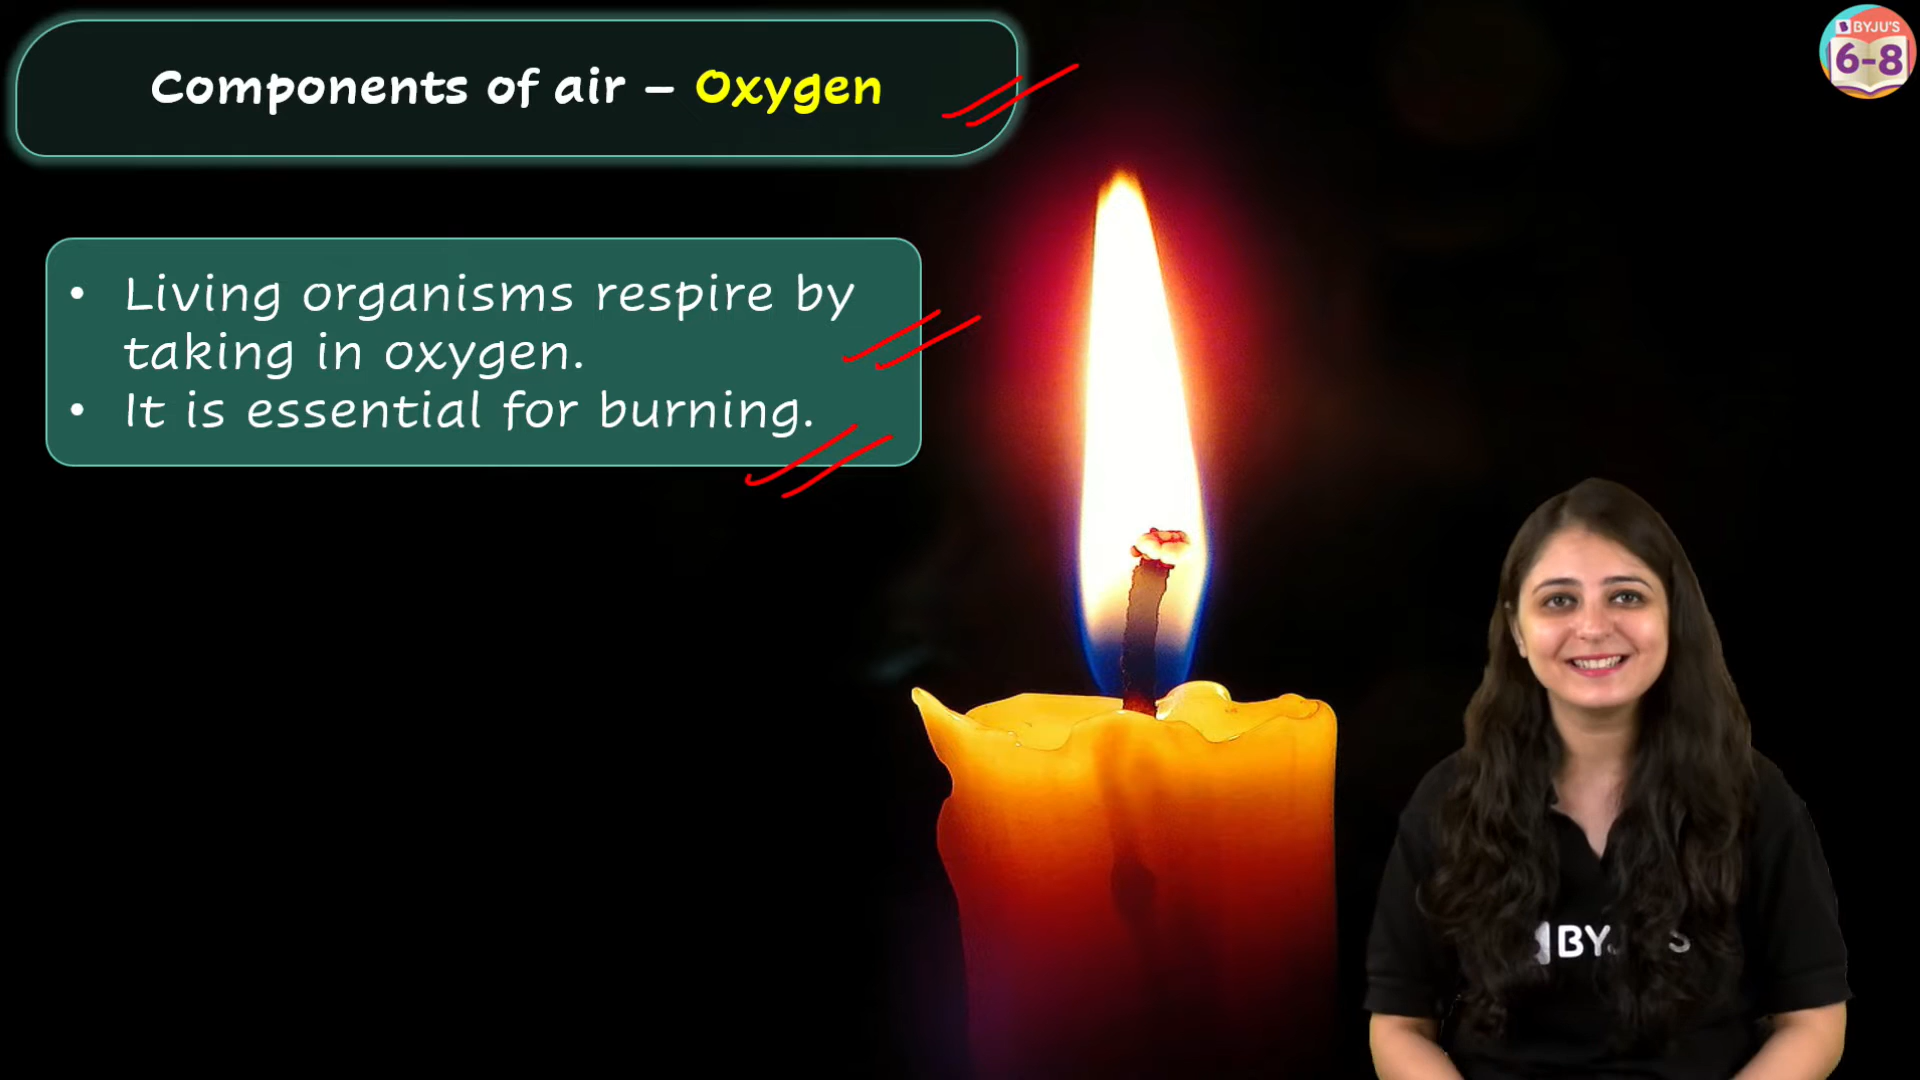 Components of air – Oxygen
BYJU'S
6-8
• Living organisms respire by
taking in oxygen.
• It is essential for burning.
BY
S